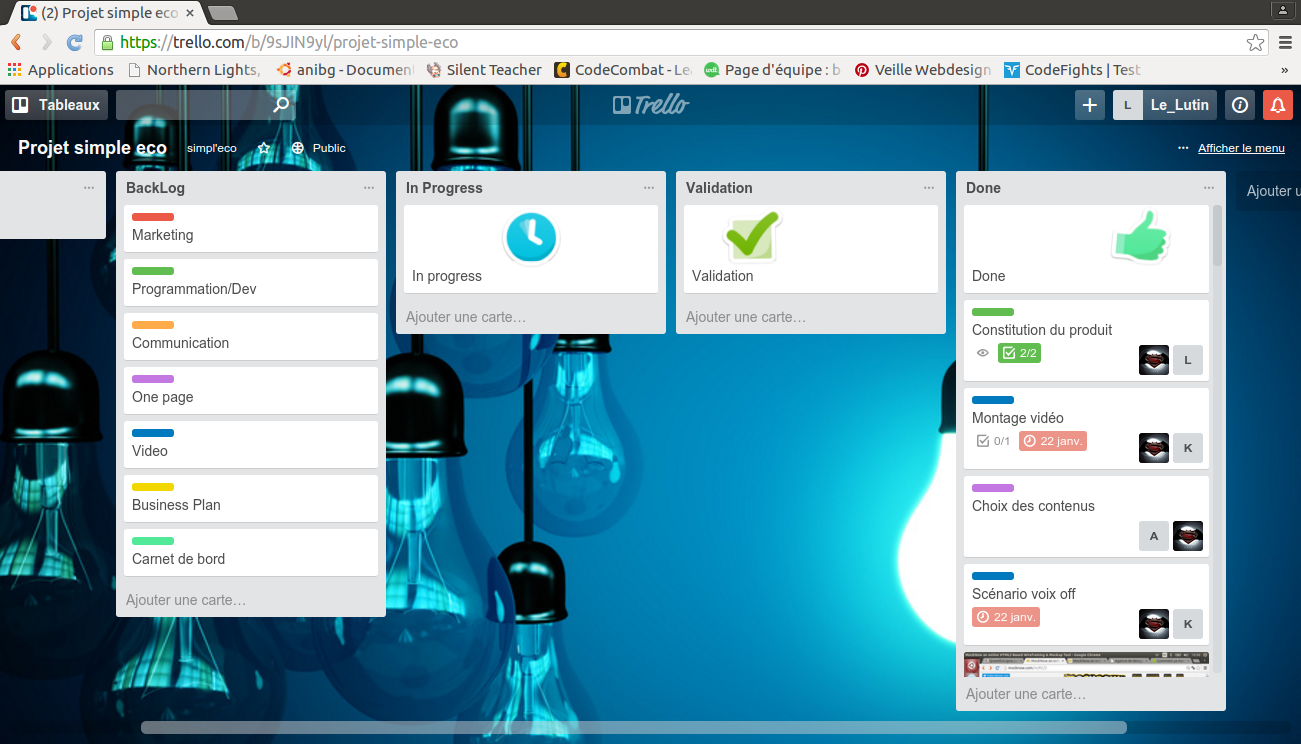 (2) Projet simple eco
https://trello.com/b/9sJIN9yl/projet-simple-eco
Applications
Northern Lights,
anibg - Documen
Silent Teacher
CodeCombat - Le
Page d'équipe : b
Veille Webdesign
CodeFights | Test
»
Tableaux
Trello
+
L Le_Lutin
Projet simple eco
simpl'eco
Public
Afficher le menu
BackLog
Marketing
Programmation/Dev
Communication
One page
Video
Business Plan
Carnet de bord
Ajouter une carte…
In Progress
In progress
Ajouter une carte…
Validation
Validation
Ajouter une carte…
Done
Done
Constitution du produit
2/2
L
Montage vidéo
0/1 22 janv.
K
Choix des contenus
A
Scénario voix off
22 janv.
K
Ajouter une carte…
Ajouter u